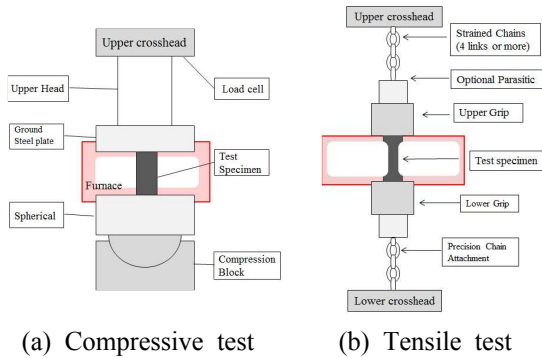 Upper crosshead
Upper Head
Load cell
Ground
Steel plate
Test
Specimen
Furnace
Spherical
Compression
Block
(a) Compressive test
Upper crosshead
Strained Chains
(4 links or more)
Optional Parasitic
Upper Grip
Test specimen
Lower Grip
Precision Chain
Attachment
Lower crosshead
(b) Tensile test